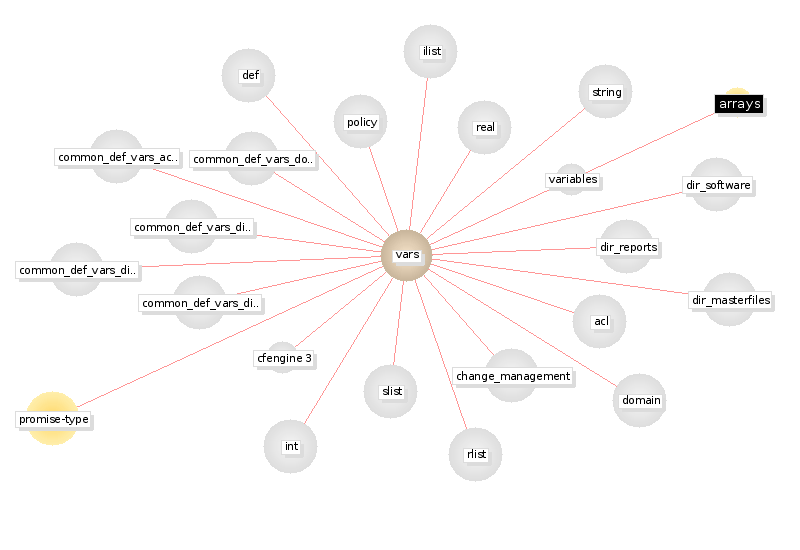 ilist
def
string
arrays
policy
real
common_def_vars_ac..
common_def_vars_do..
variables
dir_software
common_def_vars_di..
dir_reports
vars
common_def_vars_di..
common_def_vars_di..
dir_masterfiles
acl
cfengine 3
change_management
slist
domain
promise-type
int
rlist